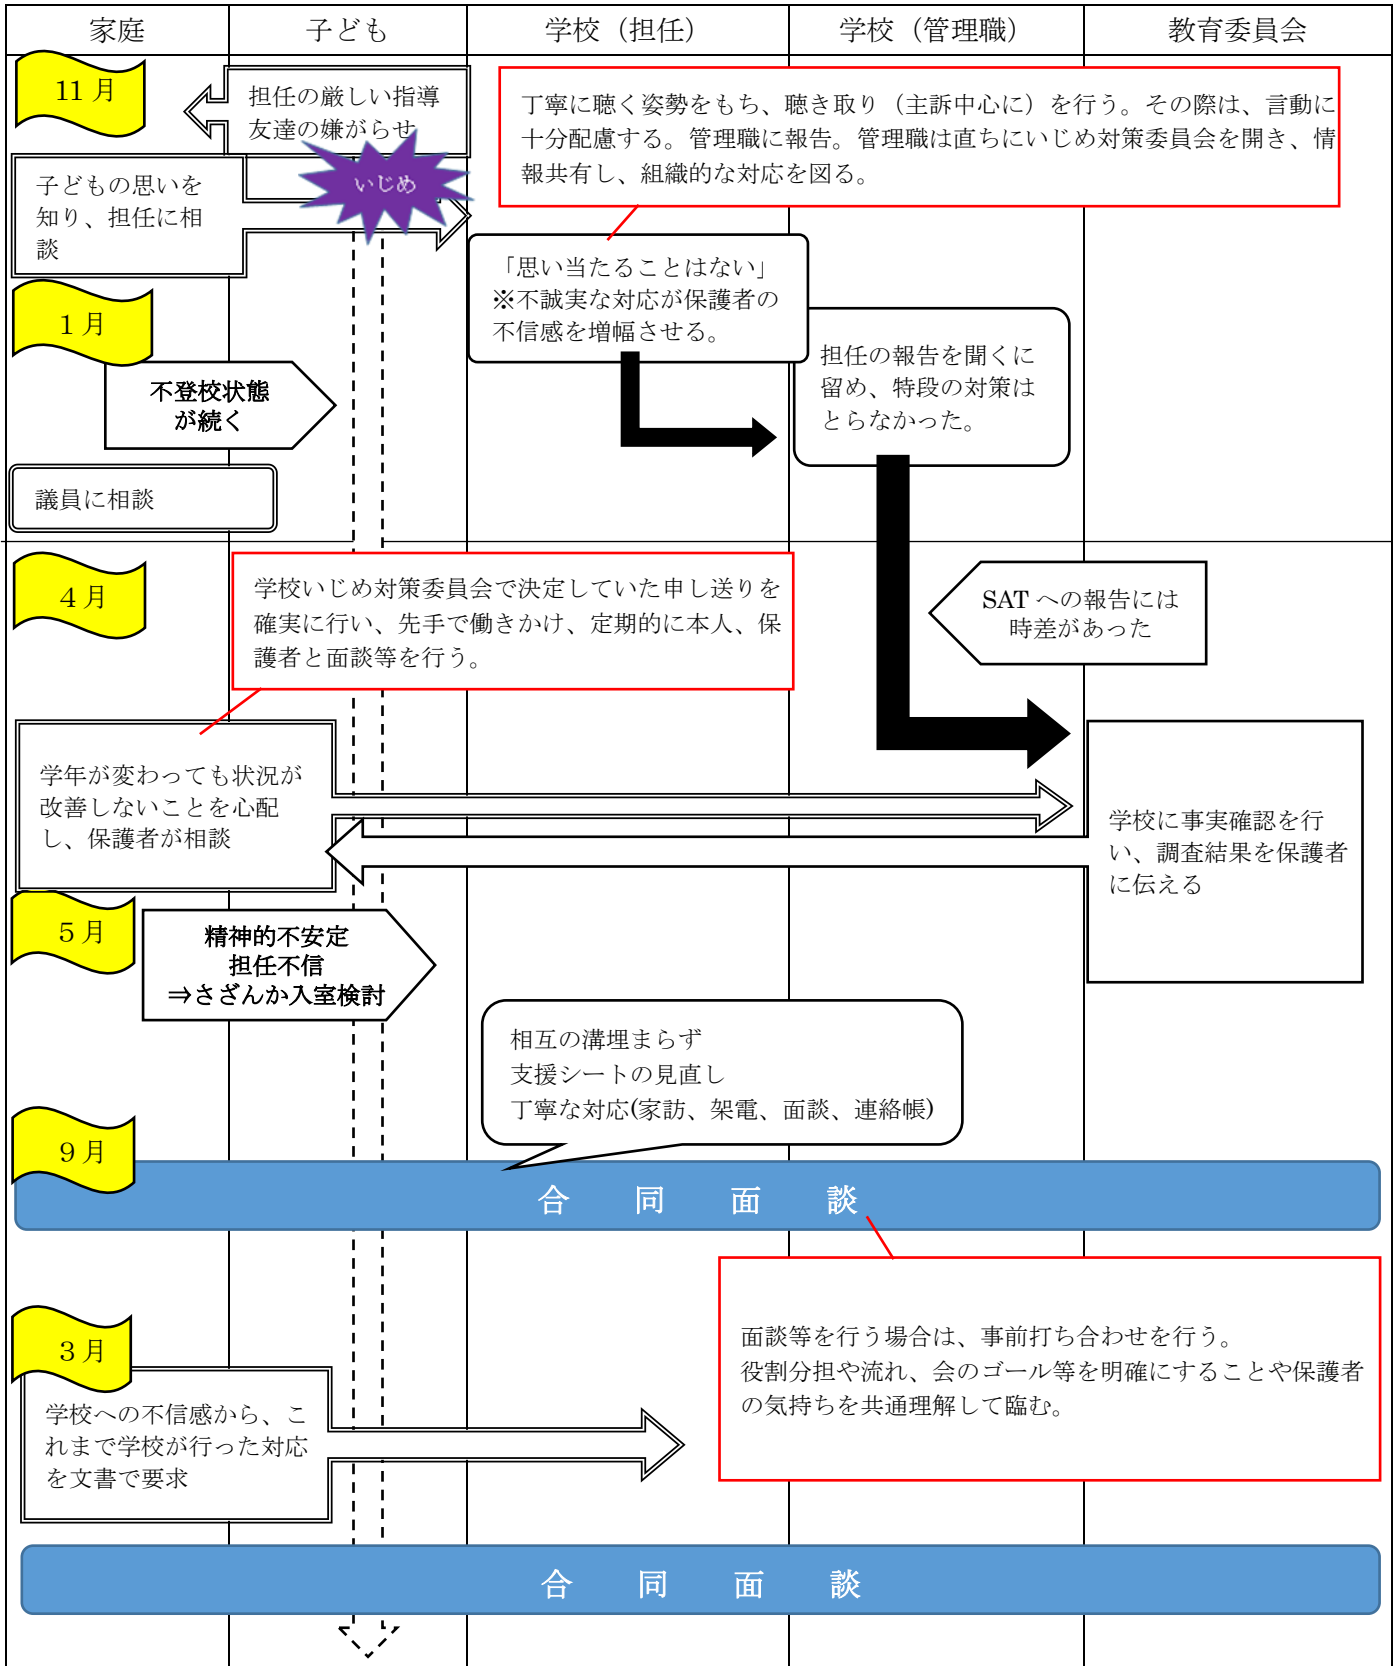 家庭
子ども
学校（担任）
学校（管理職）
教育委員会
11 月
担任の厳しい指導
友達の嫌がらせ
丁寧に聴く姿勢をもち、聴き取り（主訴中心に）を行う。その際は、言動に
十分配慮する。管理職に報告。管理職は直ちにいじめ対策委員会を開き、情
報共有し、組織的な対応を図る。
いじめ
子どもの思いを
知り、担任に相
談
「思い当たることはない」
※不誠実な対応が保護者の
不信感を増幅させる。
１月
担任の報告を聞くに
留め、特段の対策は
とらなかった。
不登校状態
が続く
議員に相談
４月
学校いじめ対策委員会で決定していた申し送りを
確実に行い、先手で働きかけ、定期的に本人、保
護者と面談等を行う。
SAT への報告には
時差があった
学年が変わっても状況が
改善しないことを心配
し、保護者が相談
学校に事実確認を行
い、調査結果を保護者
に伝える
５月
精神的不安定
担任不信
⇒さざんか入室検討
相互の溝埋まらず
支援シートの見直し
丁寧な対応(家訪、架電、面談、連絡帳)
９月
合　同　面　談
面談等を行う場合は、事前打ち合わせを行う。
役割分担や流れ、会のゴール等を明確にすることや保護者
の気持ちを共通理解して臨む。
３月
学校への不信感から、こ
れまで学校が行った対応
を文書で要求
合　同　面　談